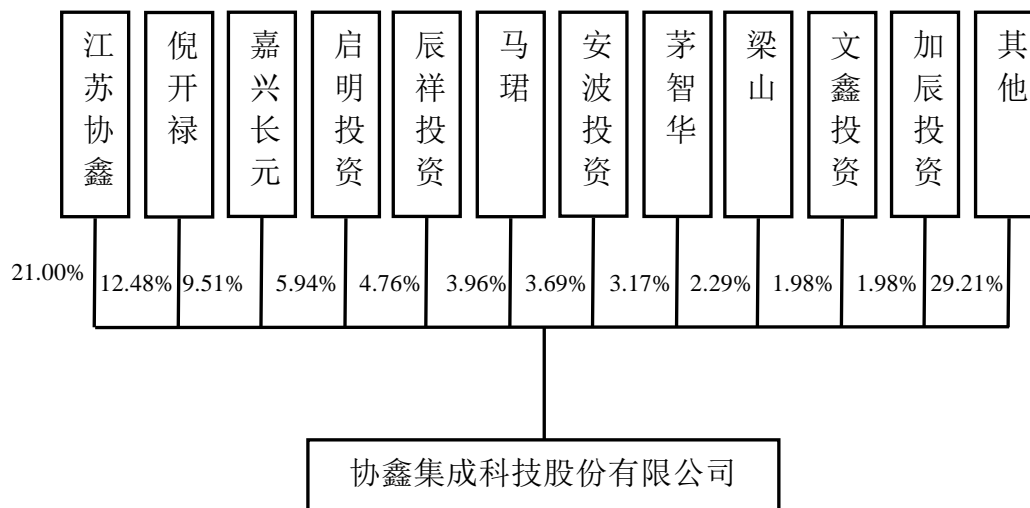 江苏协鑫
倪开禄
嘉兴长元
启明投资
辰祥投资
马珺
安波投资
茅智华
梁山
文鑫投资
加辰投资
其他
21.00%
12.48%
9.51%
5.94%
4.76%
3.96%
3.69%
3.17%
2.29%
1.98%
1.98%
29.21%
协鑫集成科技股份有限公司